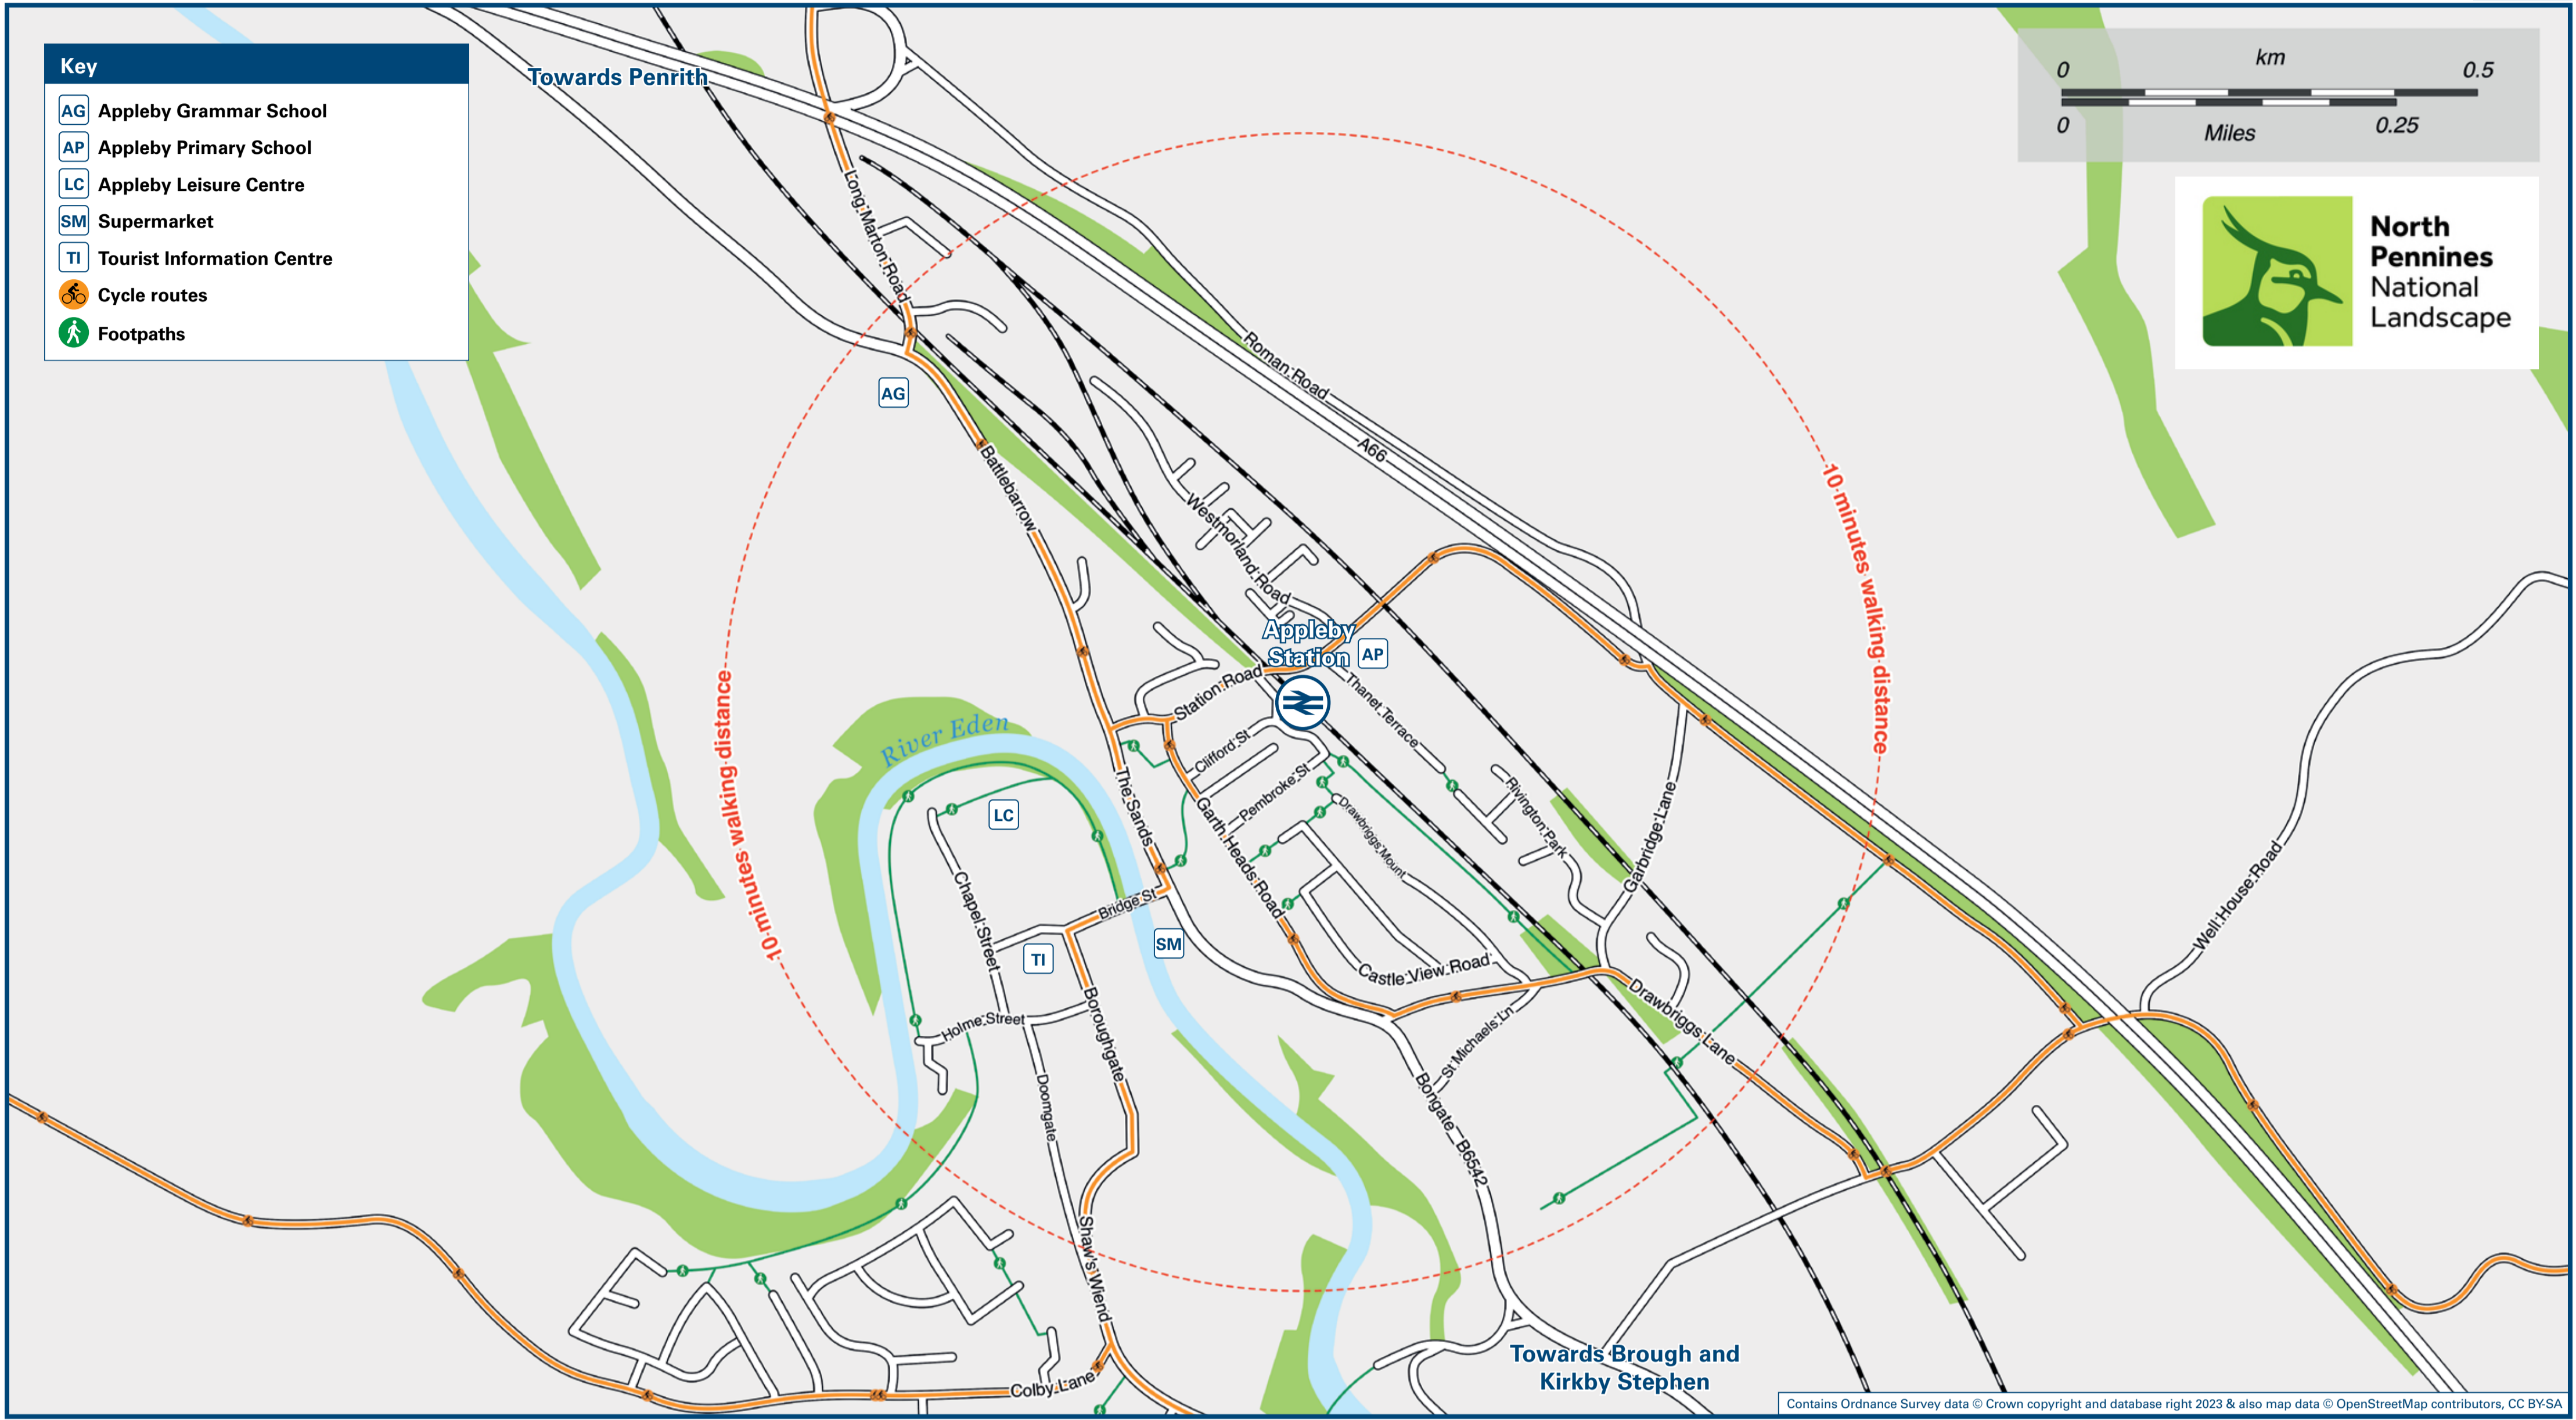 Key
AG Appleby Grammar School
AP Appleby Primary School
LC Appleby Leisure Centre
SM Supermarket
TI Tourist Information Centre
Cycle routes
Footpaths
Towards Penrith
km
0 0.5
0 0.25
Miles
North
Pennines
National
Landscape
Long Marton Road
Roman Road
A66
AG
Battlebarrow
Westmorland Road
10 minutes walking distance
Appleby
Station
AP
Station Road
Thanet Terrace
10 minutes walking distance
River Eden
Clifford St
Pembroke St
The Sands
LC
Garth Heads Road
Drawbriggs Mount
Rivington Park
Garbridge Lane
Well House Road
Chapel Street
Bridge St
SM
TI
Castle View Road
Drawbriggs Lane
Boroughgate
Holme Street
St Michaels Ln
Doomgate
Bongate B6542
Shaw's Wiend
Colby Lane
Towards Brough and
Kirkby Stephen
Contains Ordnance Survey data © Crown copyright and database right 2023 & also map data © OpenStreetMap contributors, CC BY-SA